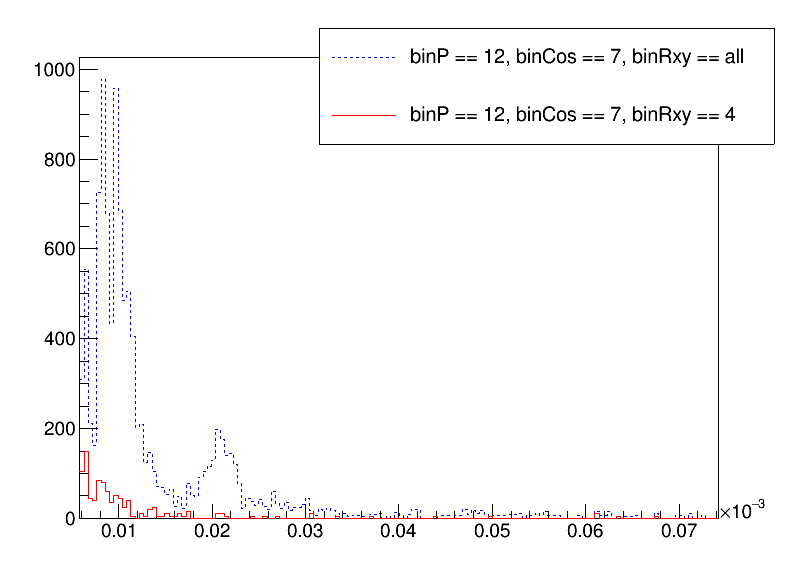 binP == 12, binCos == 7, binRxy == all
binP == 12, binCos == 7, binRxy == 4
1000
800
600
400
200
0
0.01 0.02 0.03 0.04 0.05 0.06 0.07
×10⁻³